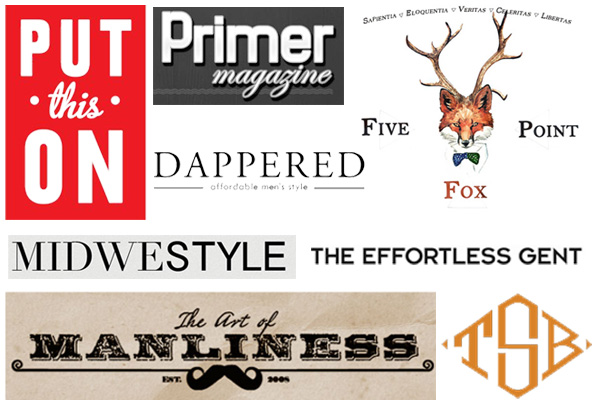 PUT
this
ON
Primer
magazine
SAPIENTIA ▽ ELOQUENTIA ▽ VERITAS ▽ CELERITAS ▽ LIBERTAS
FIVE POINT
FOX
DAPPERED
affordable men's style
MIDWESTYLE
THE EFFORTLESS GENT
The Art of
MANLINESS
EST. 2008
TSB